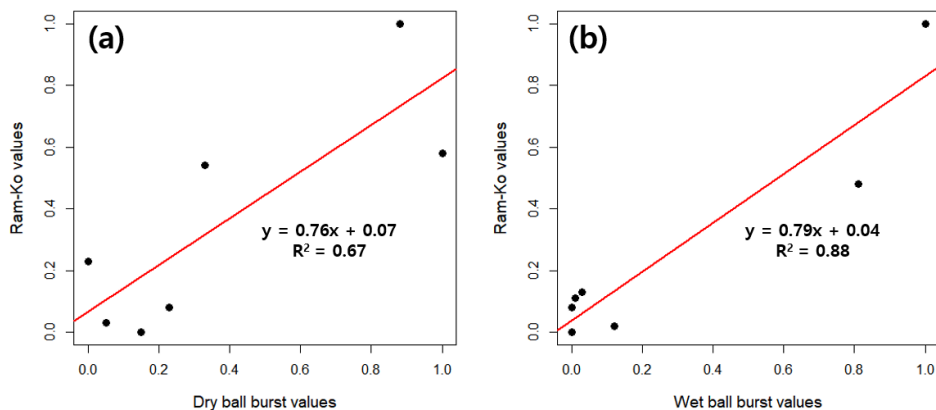 (a)
Ram-Ko values
1.0
0.8
0.6
0.4
0.2
0.0
y = 0.76x + 0.07
R² = 0.67
0.0 0.2 0.4 0.6 0.8 1.0
Dry ball burst values
(b)
Ram-Ko values
1.0
0.8
0.6
0.4
0.2
0.0
y = 0.79x + 0.04
R² = 0.88
0.0 0.2 0.4 0.6 0.8 1.0
Wet ball burst values